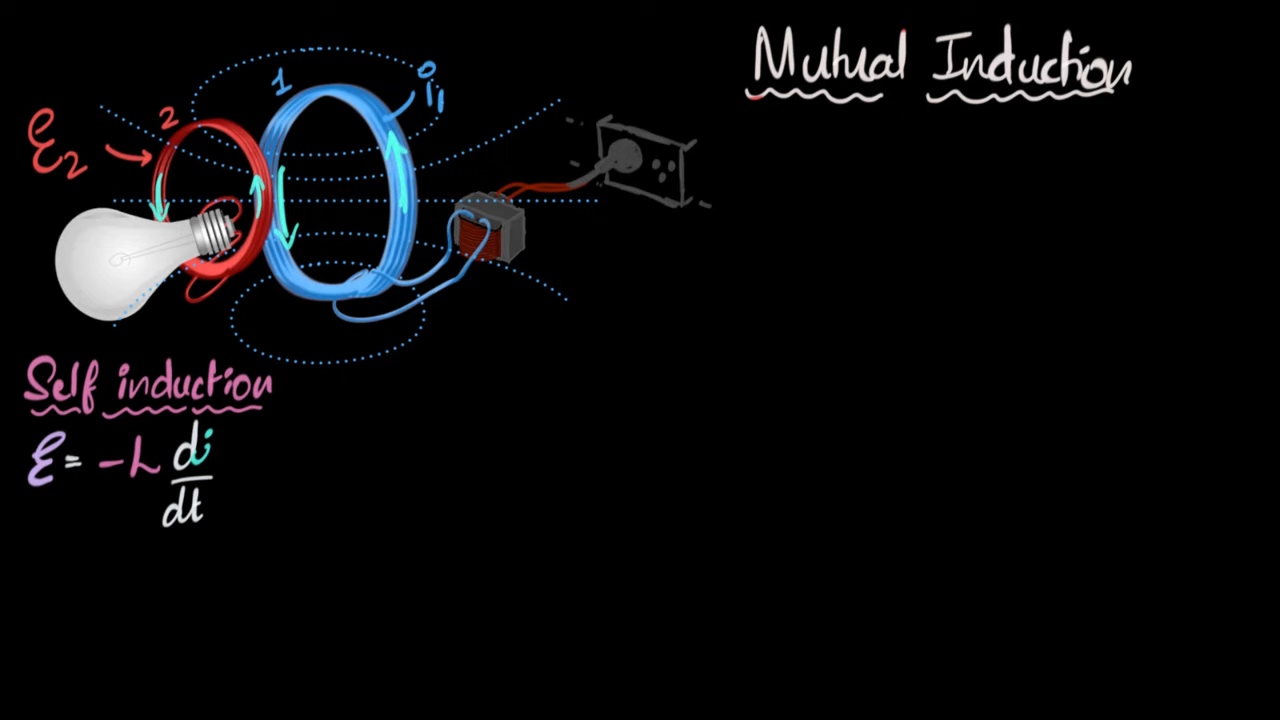 Mutual Induction
1
i₁
2
ℰ₂
Self induction
ℰ = -L di/dt